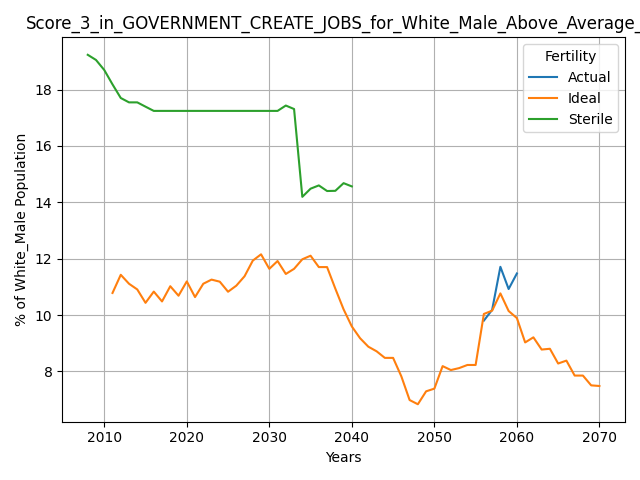 Score_3_in_GOVERNMENT_CREATE_JOBS_for_White_Male_Above_Average_
Fertility
Actual
Ideal
Sterile
% of White_Male Population
18
16
14
12
10
8
2010 2020 2030 2040 2050 2060 2070
Years